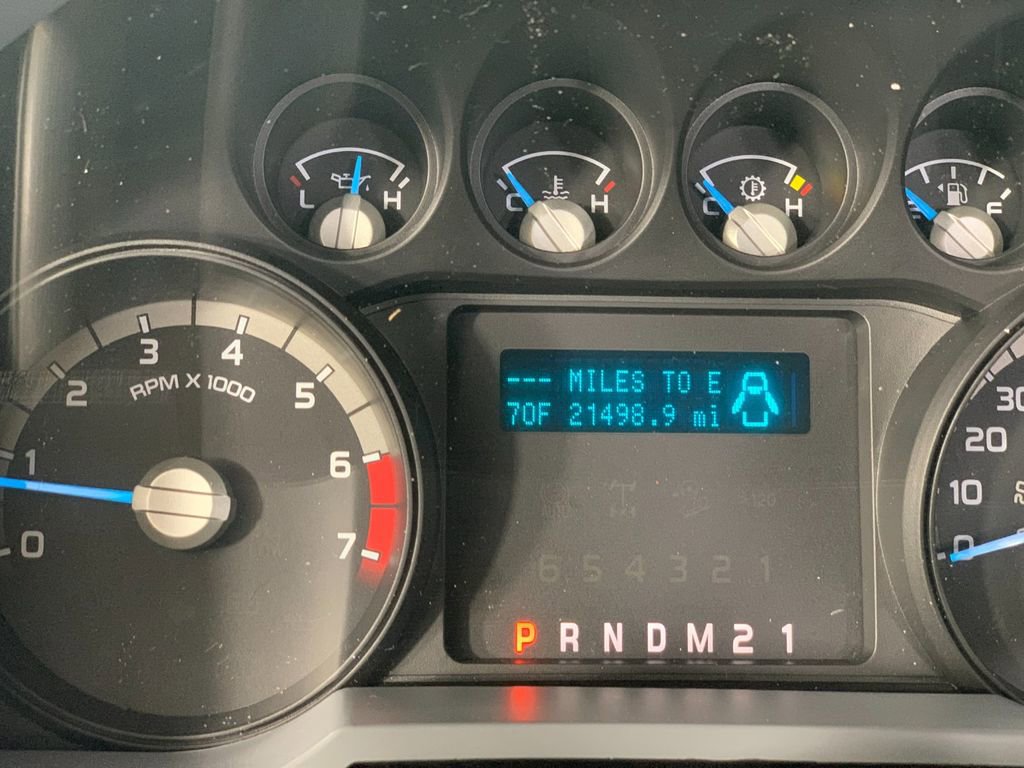 L H
C H
C H
E F
0 1 2 3 4 5 6 7
RPM X 1000
--- MILES TO E
70F 21498.9 mi
6 5 4 3 2 1
P R N D M 2 1
0 10 20 30